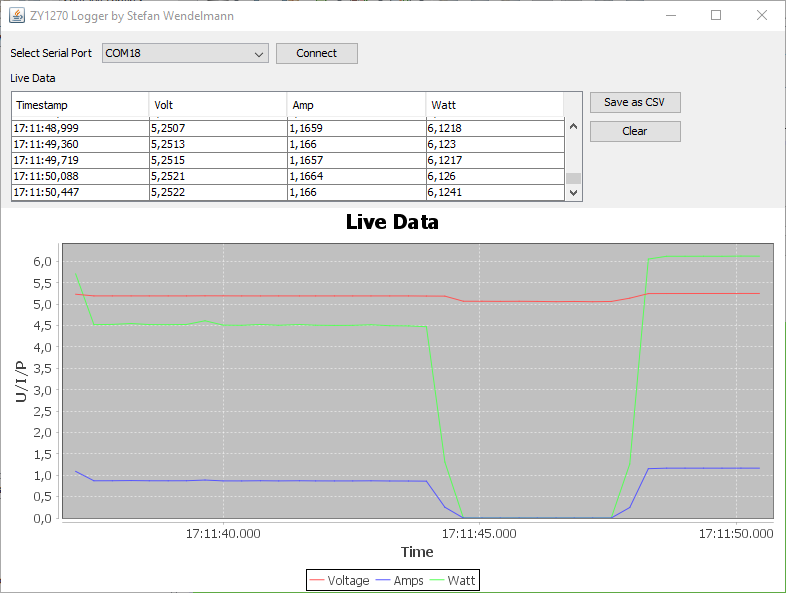 ZY1270 Logger by Stefan Wendelmann
Select Serial Port COM18 Connect
Live Data
Timestamp Volt Amp Watt Save as CSV
17:11:48,999 5,2507 1,1659 6,1218
Clear
17:11:49,360 5,2513 1,166 6,123
17:11:49,719 5,2515 1,1657 6,1217
17:11:50,088 5,2521 1,1664 6,126
17:11:50,447 5,2522 1,166 6,1241
Live Data
6,0
5,5
5,0
4,5
4,0
3,5
3,0
2,5
2,0
1,5
1,0
0,5
0,0
U/I/P
17:11:40.000 17:11:45.000 17:11:50.000
Time
Voltage Amps Watt